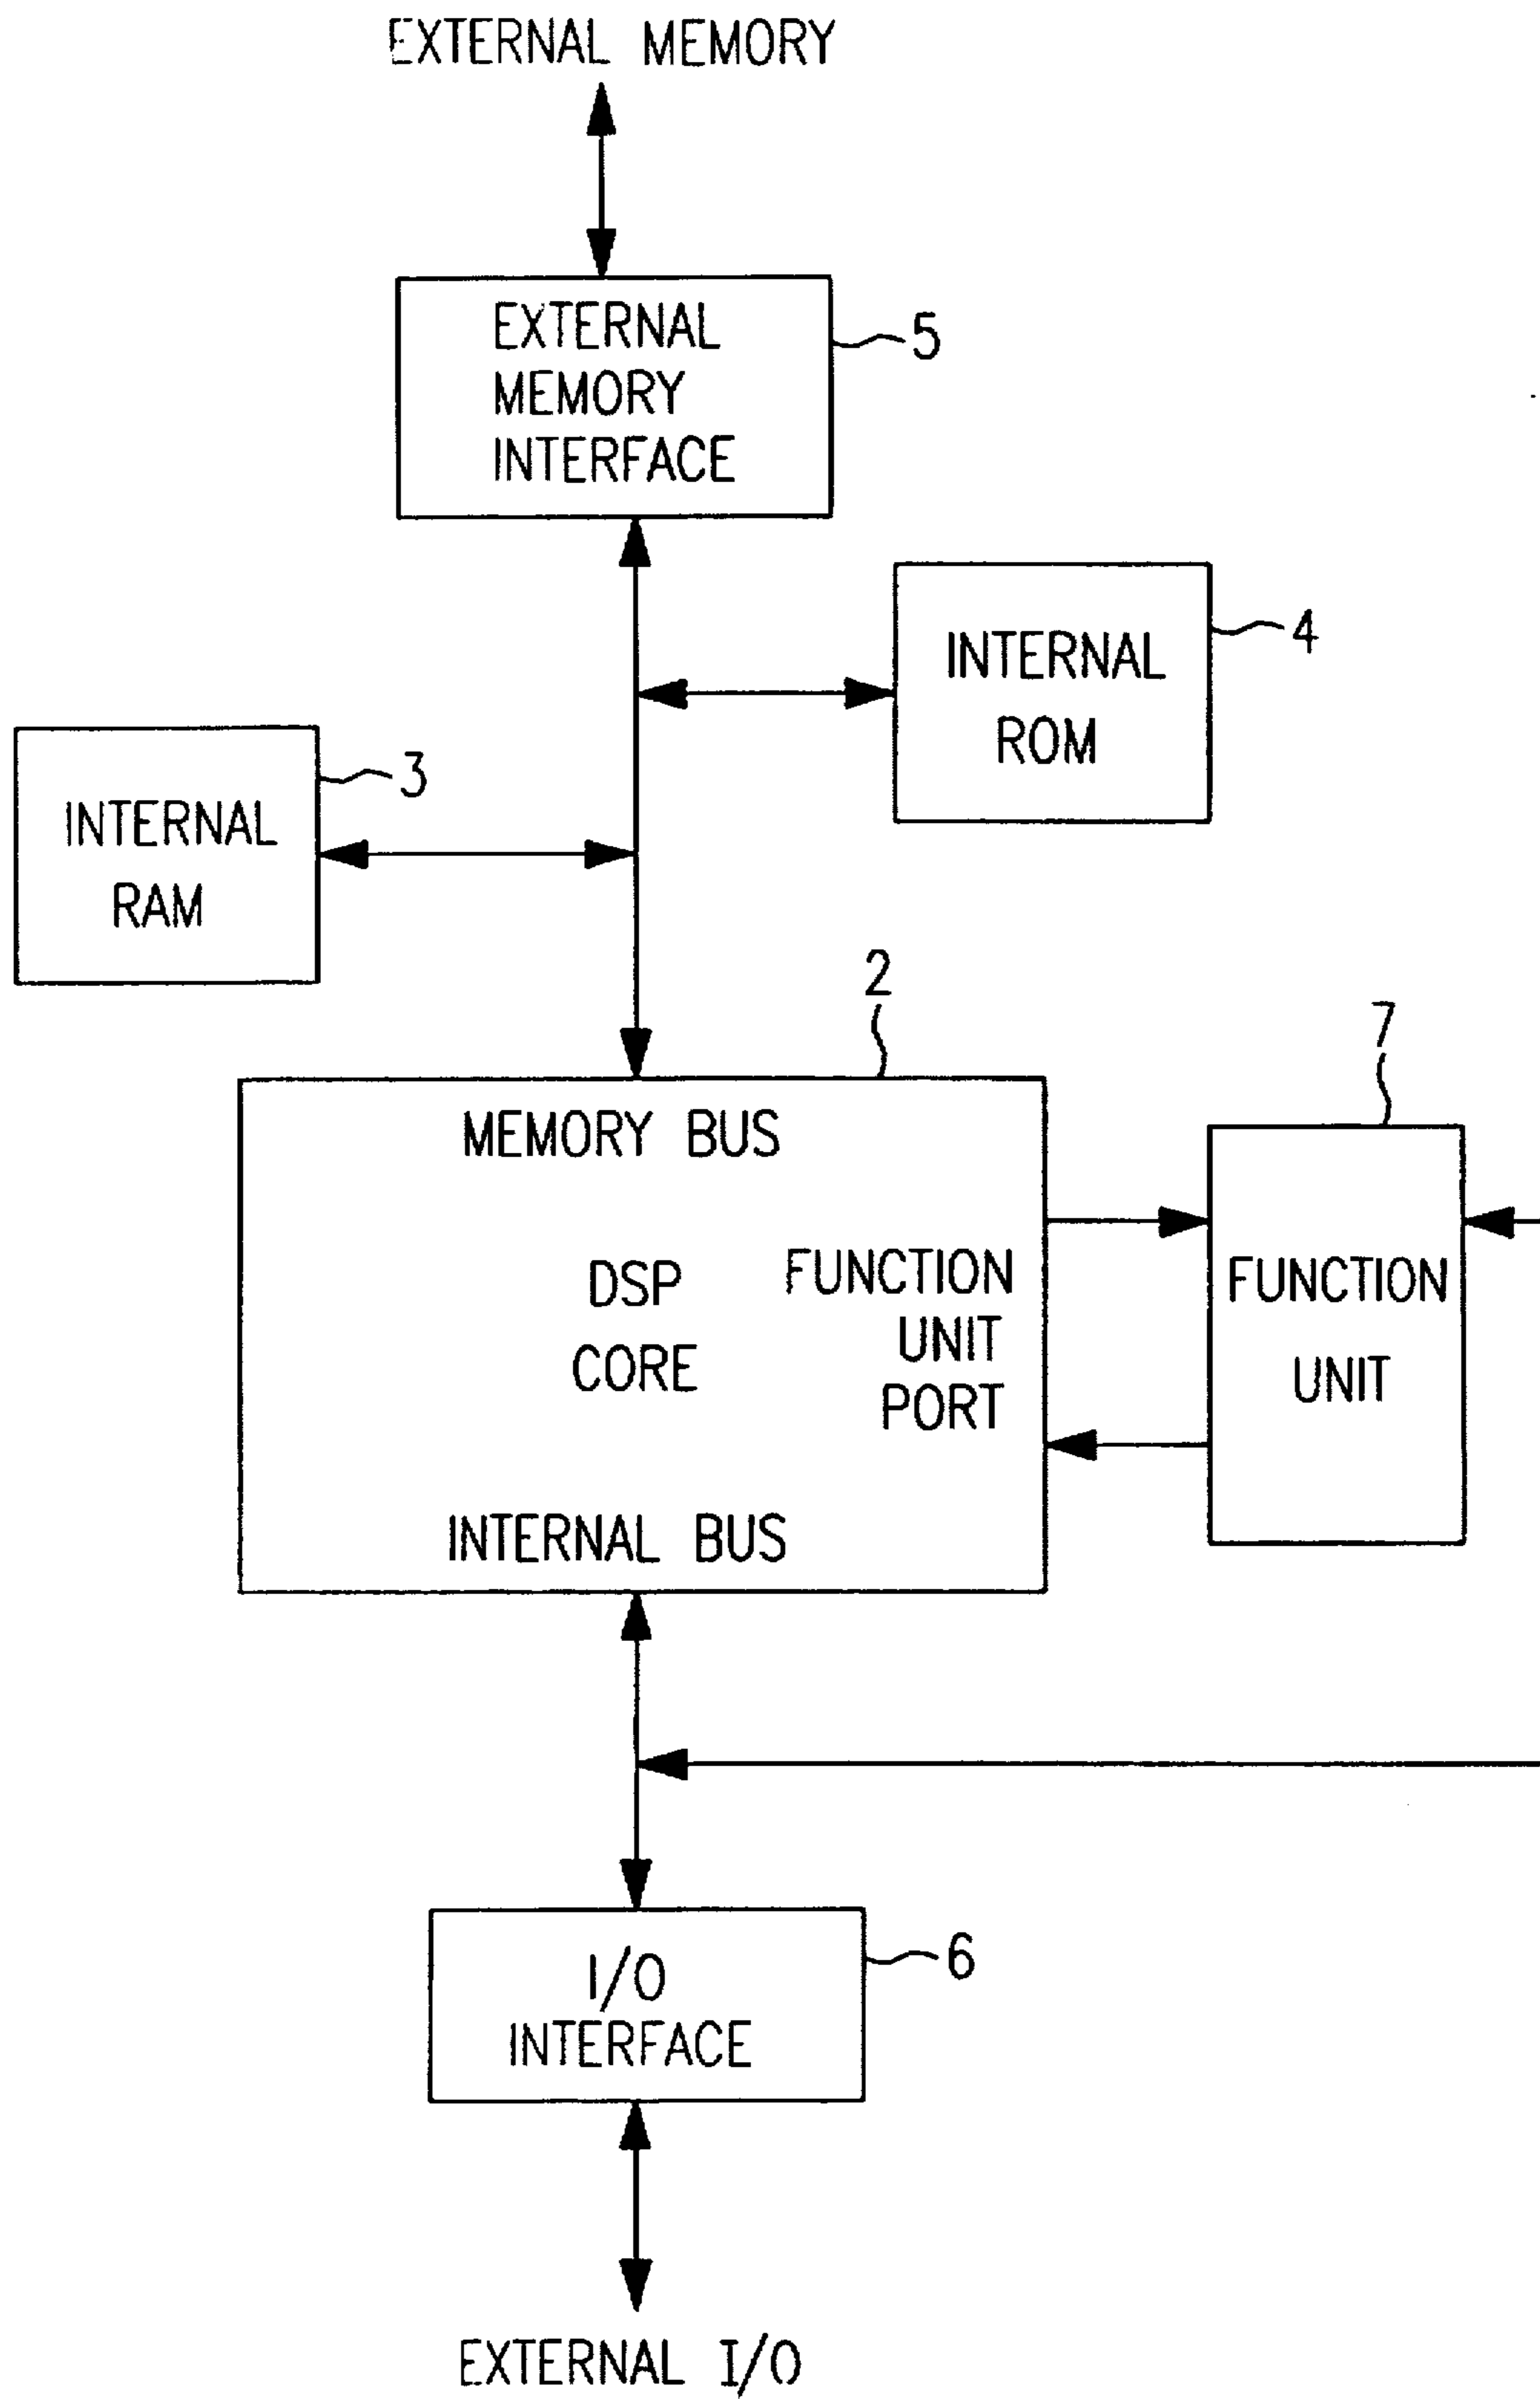 EXTERNAL MEMORY
EXTERNAL
MEMORY
INTERFACE
5
INTERNAL
ROM
4
INTERNAL
RAM
3
2
7
MEMORY BUS
DSP
CORE
FUNCTION
UNIT
PORT
INTERNAL BUS
FUNCTION
UNIT
I/O
INTERFACE
6
EXTERNAL I/O